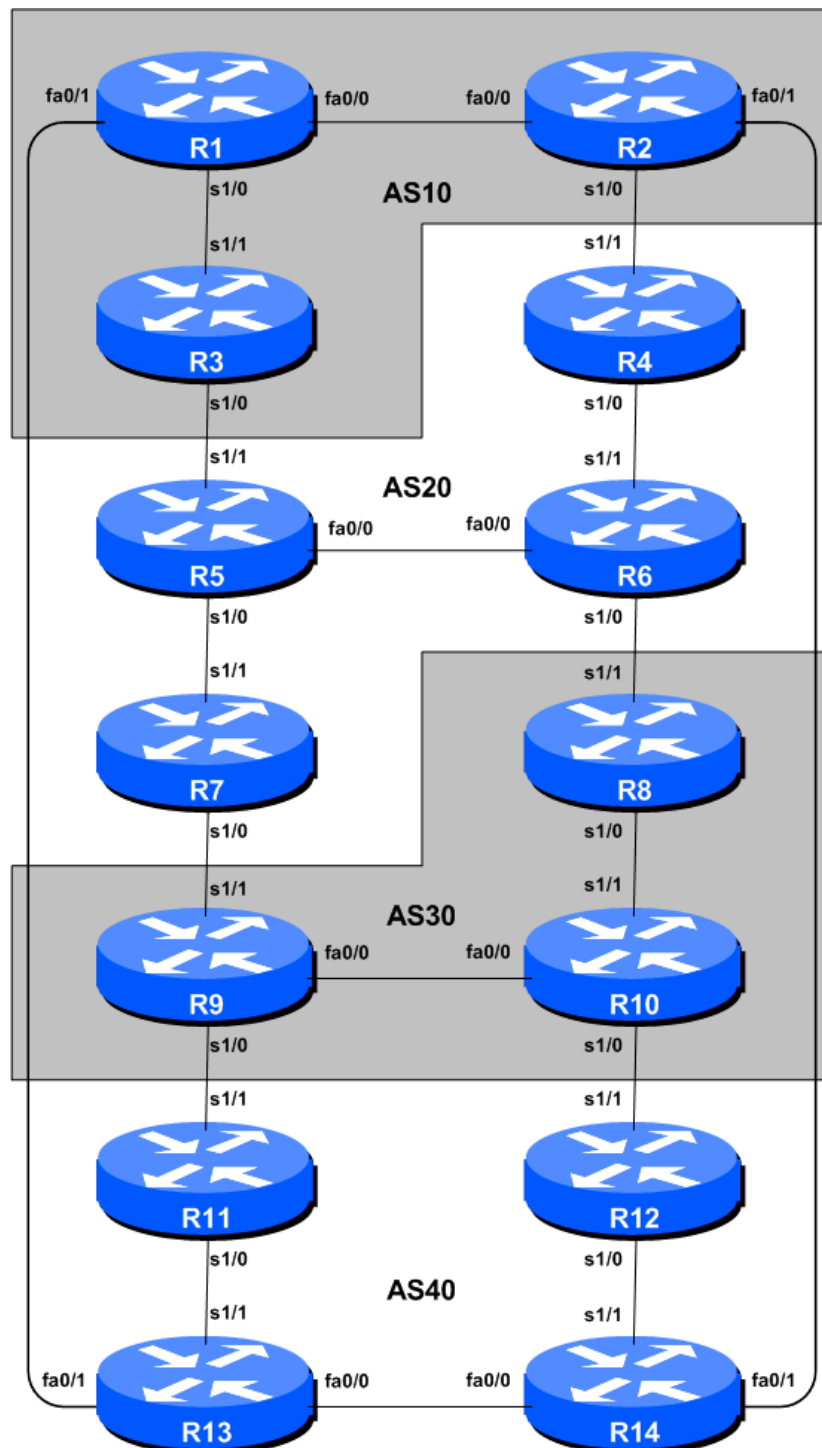 fa0/1 fa0/0 fa0/0 fa0/1
R1 R2
s1/0 AS10 s1/0
s1/1 s1/1
R3 R4
s1/0 s1/0
s1/1 AS20 s1/1
fa0/0 fa0/0
R5 R6
s1/0 s1/0
s1/1 s1/1
R7 R8
s1/0 s1/0
s1/1 AS30 s1/1
fa0/0 fa0/0
R9 R10
s1/0 s1/0
s1/1 s1/1
R11 R12
s1/0 s1/0
s1/1 AS40 s1/1
fa0/1 fa0/0 fa0/0 fa0/1
R13 R14